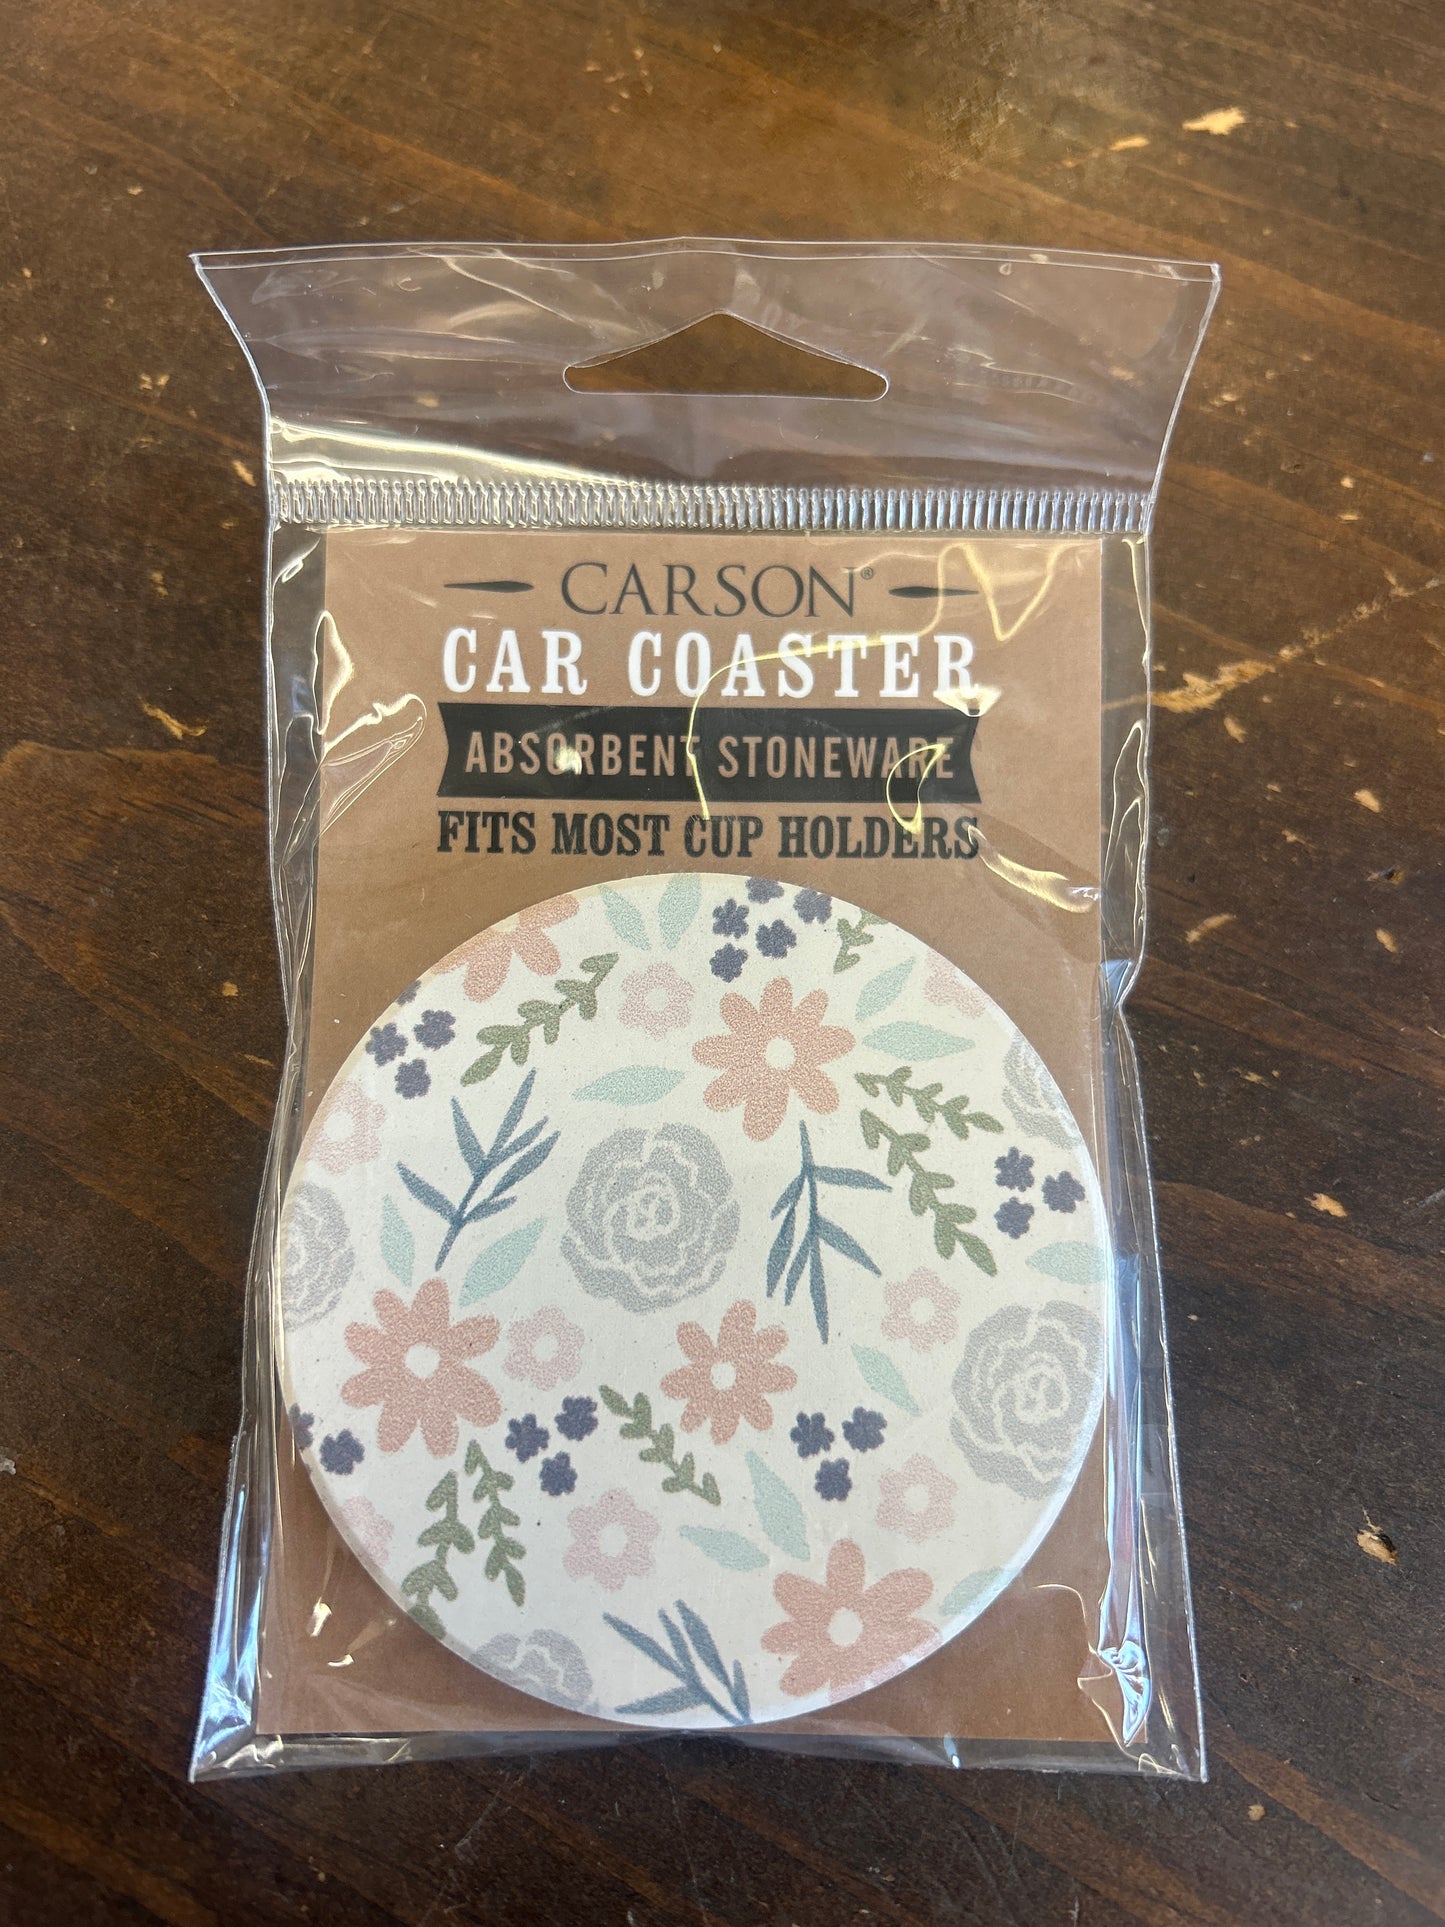 CARSON®
CAR COASTER
ABSORBENT STONEWARE
FITS MOST CUP HOLDERS